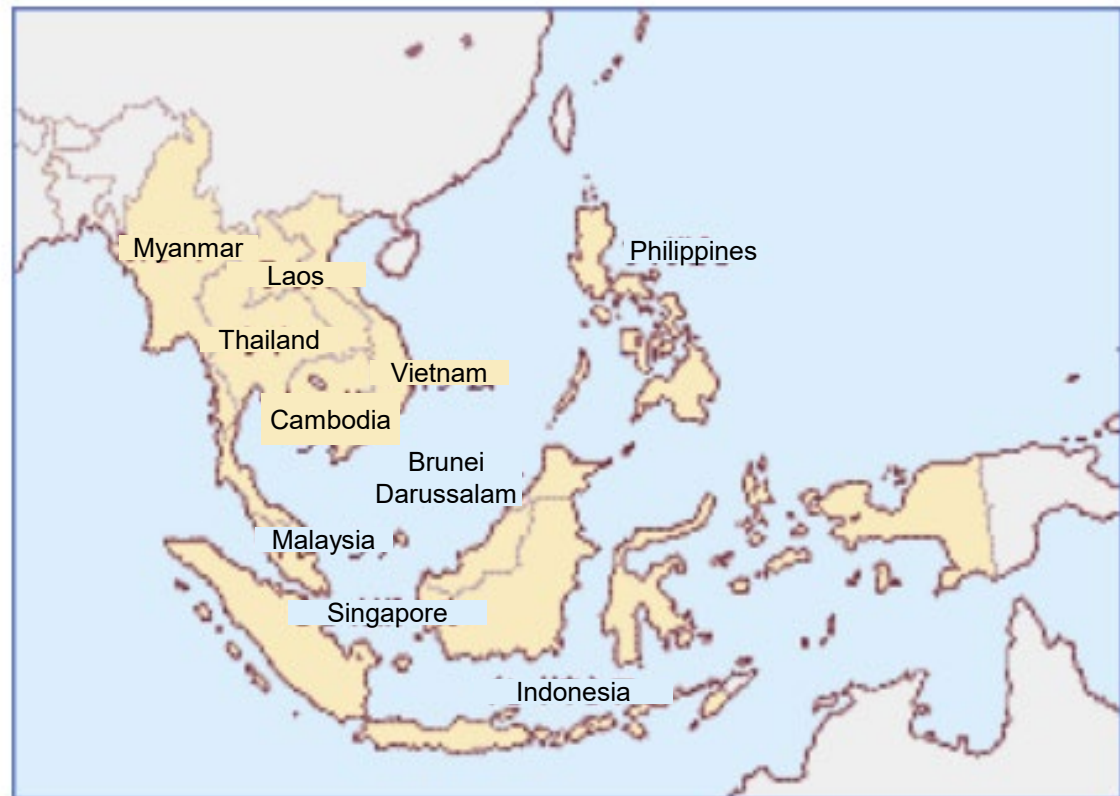 Myanmar
Philippines
Laos
Thailand
Vietnam
Cambodia
Brunei
Darussalam
Malaysia
Singapore
Indonesia